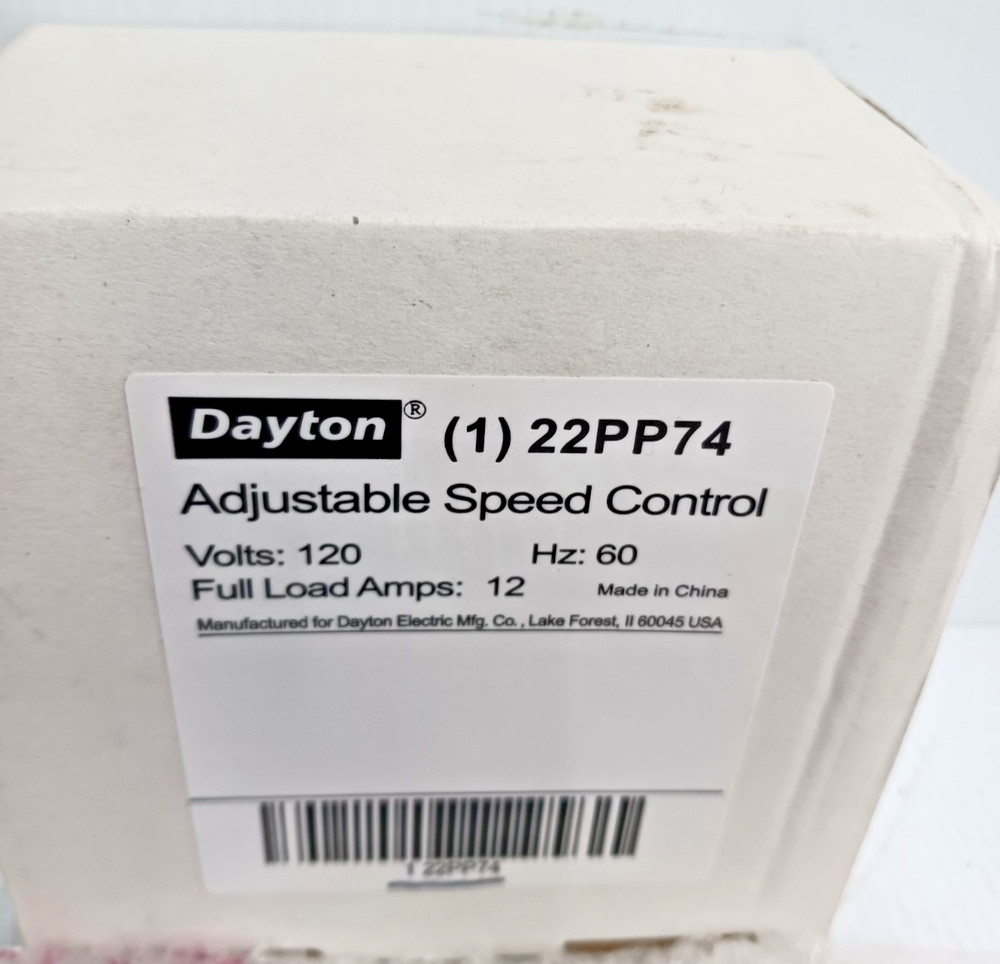 Dayton® (1) 22PP74
Adjustable Speed Control
Volts: 120 Hz: 60
Full Load Amps: 12 Made in China
Manufactured for Dayton Electric Mfg. Co., Lake Forest, Il 60045 USA
1 22PP74